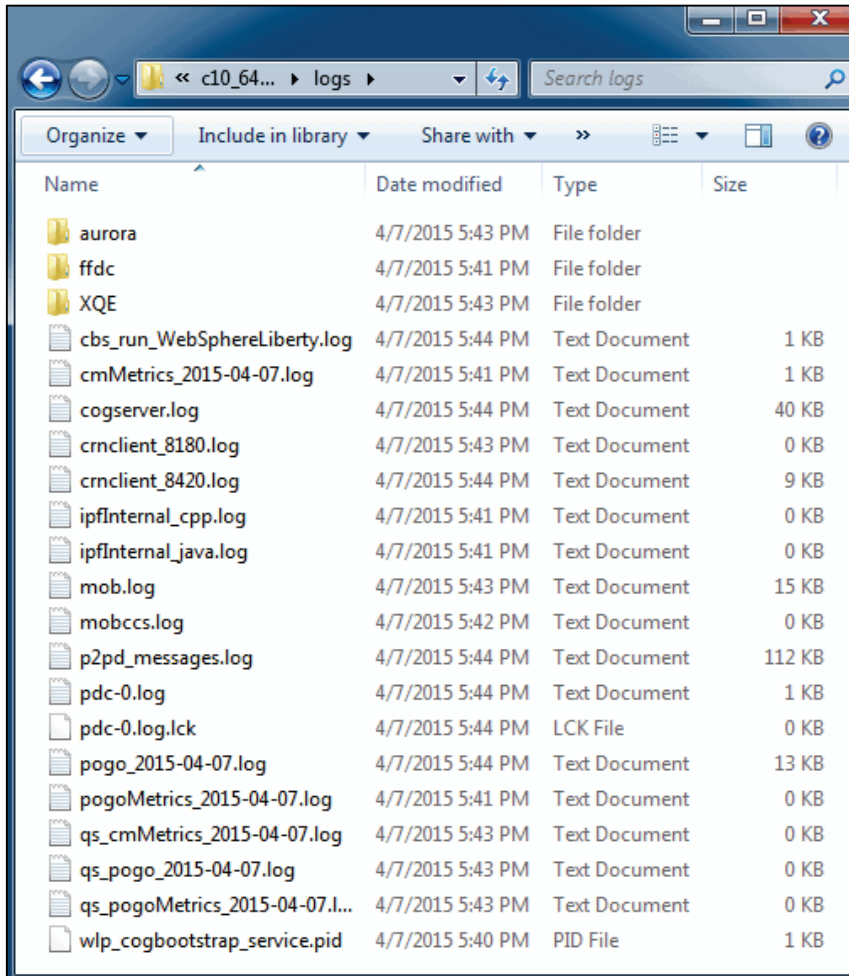 « c10_64... ▸ logs ▸ Search logs
Organize Include in library Share with »
Name Date modified Type Size
aurora 4/7/2015 5:43 PM File folder
ffdc 4/7/2015 5:41 PM File folder
XQE 4/7/2015 5:43 PM File folder
cbs_run_WebSphereLiberty.log 4/7/2015 5:44 PM Text Document 1 KB
cmMetrics_2015-04-07.log 4/7/2015 5:41 PM Text Document 1 KB
cogserver.log 4/7/2015 5:44 PM Text Document 40 KB
crnclient_8180.log 4/7/2015 5:43 PM Text Document 0 KB
crnclient_8420.log 4/7/2015 5:44 PM Text Document 9 KB
ipfInternal_cpp.log 4/7/2015 5:41 PM Text Document 0 KB
ipfInternal_java.log 4/7/2015 5:41 PM Text Document 0 KB
mob.log 4/7/2015 5:43 PM Text Document 15 KB
mobccs.log 4/7/2015 5:42 PM Text Document 0 KB
p2pd_messages.log 4/7/2015 5:44 PM Text Document 112 KB
pdc-0.log 4/7/2015 5:44 PM Text Document 1 KB
pdc-0.log.lck 4/7/2015 5:44 PM LCK File 0 KB
pogo_2015-04-07.log 4/7/2015 5:44 PM Text Document 13 KB
pogoMetrics_2015-04-07.log 4/7/2015 5:41 PM Text Document 0 KB
qs_cmMetrics_2015-04-07.log 4/7/2015 5:43 PM Text Document 0 KB
qs_pogo_2015-04-07.log 4/7/2015 5:43 PM Text Document 0 KB
qs_pogoMetrics_2015-04-07.l... 4/7/2015 5:43 PM Text Document 0 KB
wlp_cogbootstrap_service.pid 4/7/2015 5:40 PM PID File 1 KB